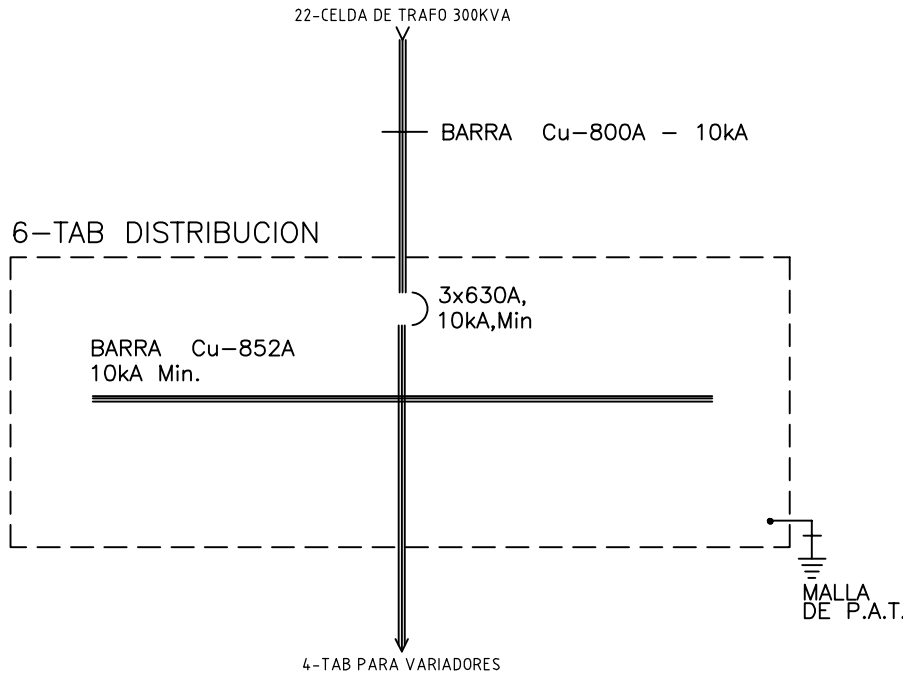 22-CELDA DE TRAFO 300KVA
BARRA Cu-800A - 10kA
6-TAB DISTRIBUCION
3x630A,
10kA,Min
BARRA Cu-852A
10kA Min.
MALLA
DE P.A.T.
4-TAB PARA VARIADORES